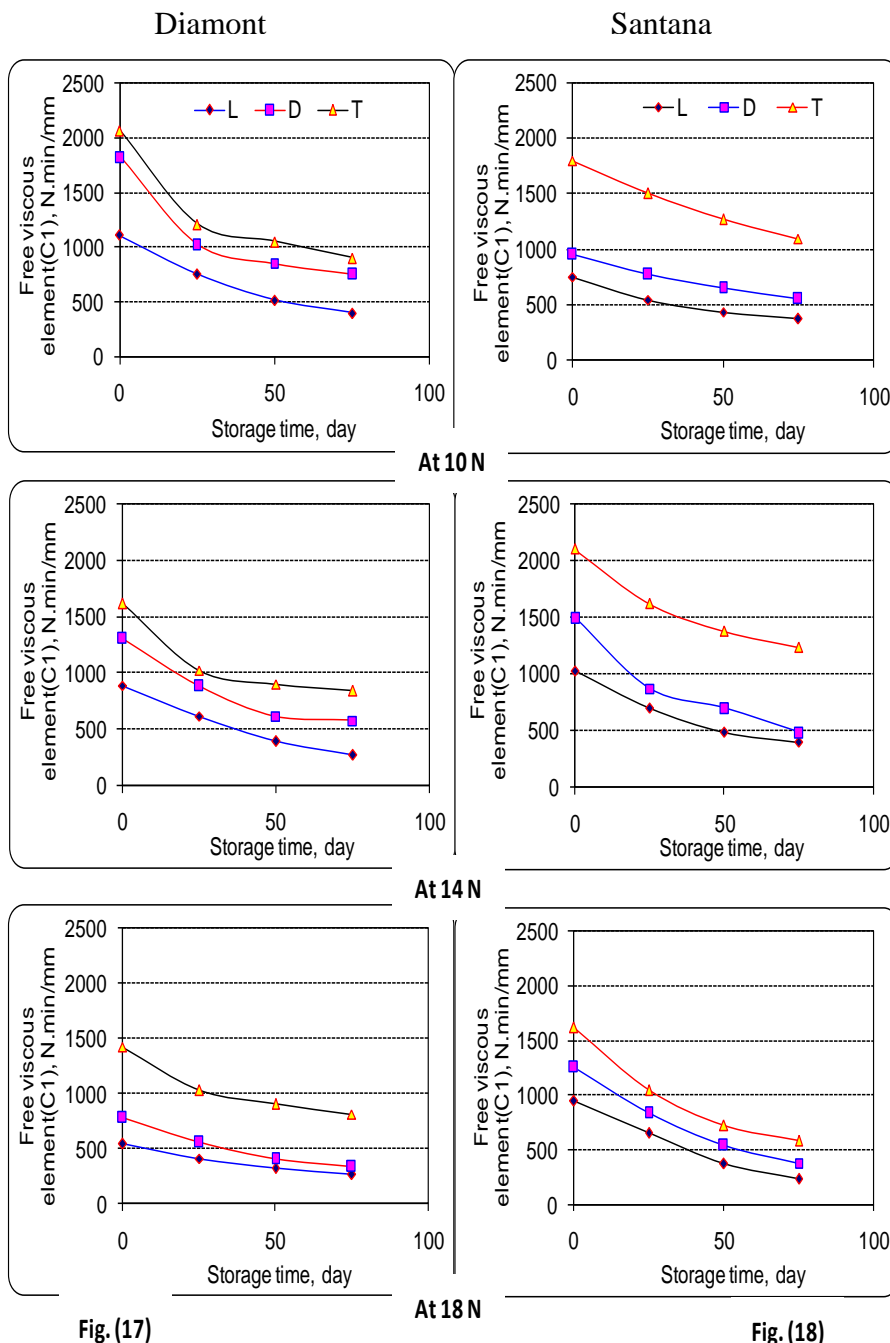 Diamont
Santana
Free viscous
element(C1), N.min/mm
2500
2000
1500
1000
500
0
L D T
0 50 100
Storage time, day
Free viscous
element(C1), N.min/mm
2500
2000
1500
1000
500
0
L D T
0 50 100
Storage time, day
At 10 N
Free viscous
element(C1), N.min/mm
2500
2000
1500
1000
500
0
0 50 100
Storage time, day
Free viscous
element(C1), N.min/mm
2500
2000
1500
1000
500
0
0 50 100
Storage time, day
At 14 N
Free viscous
element(C1), N.min/mm
2500
2000
1500
1000
500
0
0 50 100
Storage time, day
Free viscous
element(C1), N.min/mm
2500
2000
1500
1000
500
0
0 50 100
Storage time, day
At 18 N
Fig. (17)
Fig. (18)